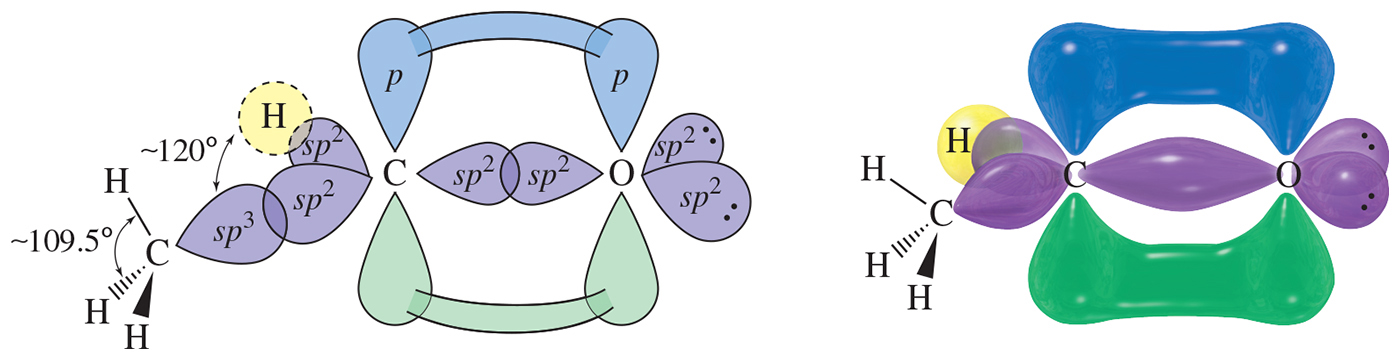 p
p
H
sp²
sp²
~120°
sp²
sp²
C
sp²
sp²
O
sp²
H
sp³
~109.5°
C
H
H
H
H
C
O
C
H
H